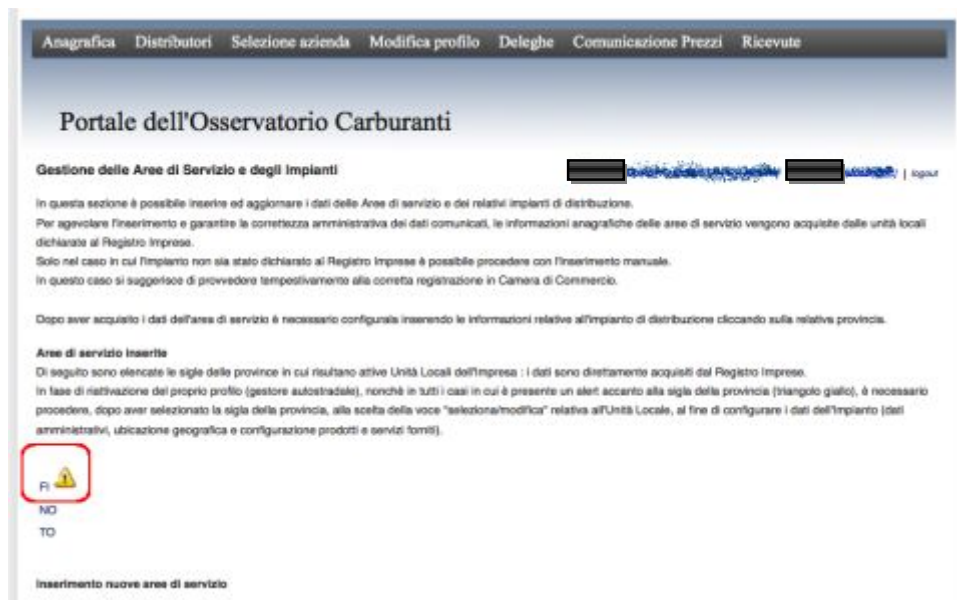 Anagrafica Distributori Selezione azienda Modifica profilo Deleghe Comunicazione Prezzi Ricevute
Portale dell'Osservatorio Carburanti
Gestione delle Aree di Servizio e degli Impianti
| logout
In questa sezione è possibile inserire ed aggiornare i dati delle Aree di servizio e dei relativi impianti di distribuzione.
Per agevolare l'inserimento e garantire la correttezza amministrativa dei dati comunicati, le informazioni anagrafiche delle aree di servizio vengono acquisite dalle unità locali
dichiarate al Registro Imprese.
Solo nel caso in cui l'impianto non sia stato dichiarato al Registro Imprese è possibile procedere con l'inserimento manuale.
In questo caso si suggerisce di provvedere tempestivamente alla corretta registrazione in Camera di Commercio.
Dopo aver acquisito i dati dell'area di servizio è necessario configurala inserendo le informazioni relative all'impianto di distribuzione cliccando sulla relativa provincia.
Aree di servizio inserite
Di seguito sono elencate le sigle delle province in cui risultano attive Unità Locali dell'Impresa : i dati sono direttamente acquisiti dal Registro Imprese.
In fase di riattivazione del proprio profilo (gestore autostradale), nonchè in tutti i casi in cui è presente un alert accanto alla sigla della provincia (triangolo giallo), è necessario
procedere, dopo aver selezionato la sigla della provincia, alla scelta della voce "seleziona/modifica" relativa all'Unità Locale, al fine di configurare i dati dell'impianto (dati
amministrativi, ubicazione geografica e configurazione prodotti e servizi forniti).
FI
NO
TO
Inserimento nuove aree di servizio